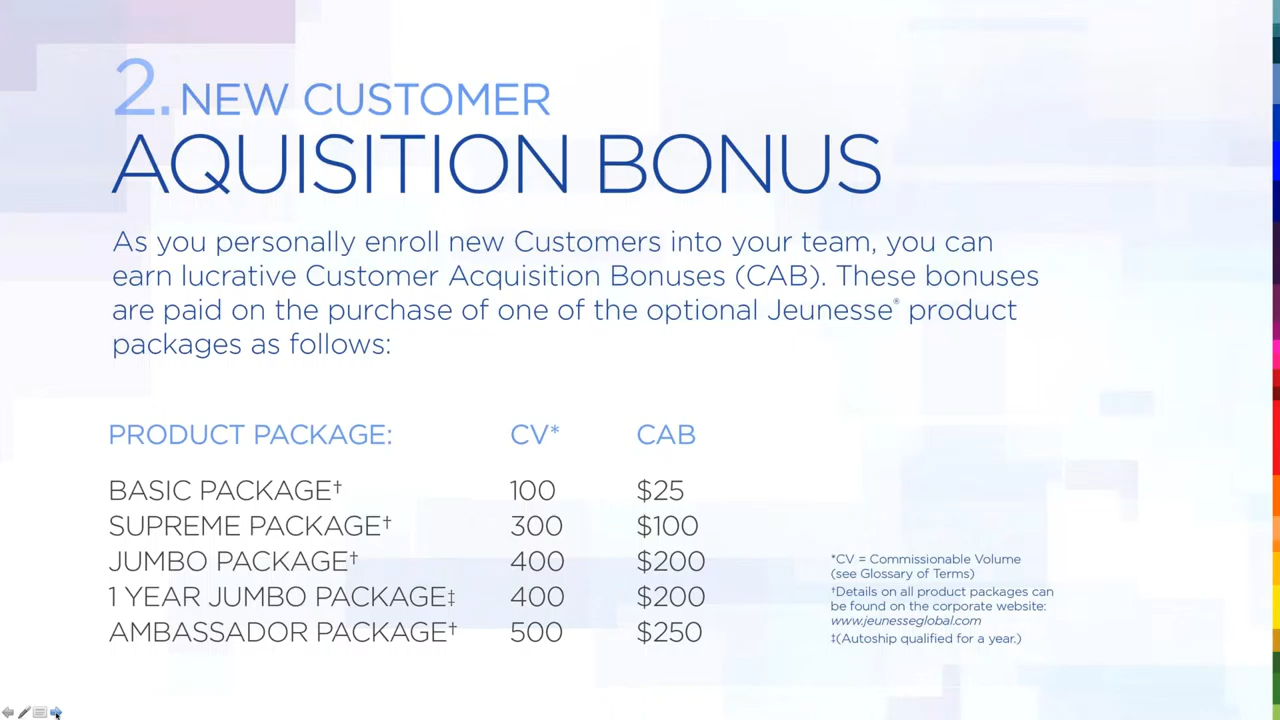 2. NEW CUSTOMER
AQUISITION BONUS
As you personally enroll new Customers into your team, you can
earn lucrative Customer Acquisition Bonuses (CAB). These bonuses
are paid on the purchase of one of the optional Jeunesse® product
packages as follows:
PRODUCT PACKAGE: CV* CAB
BASIC PACKAGE† 100 $25
SUPREME PACKAGE† 300 $100
JUMBO PACKAGE† 400 $200
1 YEAR JUMBO PACKAGE‡ 400 $200
AMBASSADOR PACKAGE† 500 $250
*CV = Commissionable Volume
(see Glossary of Terms)
†Details on all product packages can
be found on the corporate website:
www.jeunesseglobal.com
‡(Autoship qualified for a year.)